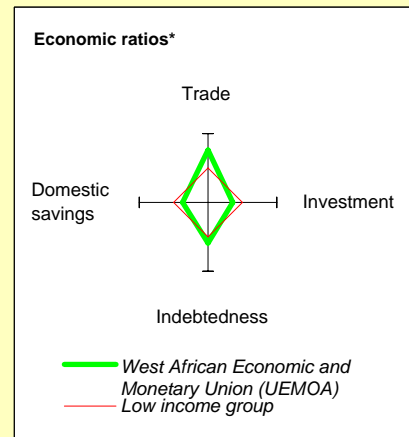 Economic ratios*
Trade
Domestic
savings
Investment
Indebtedness
West African Economic and
Monetary Union (UEMOA)
Low income group